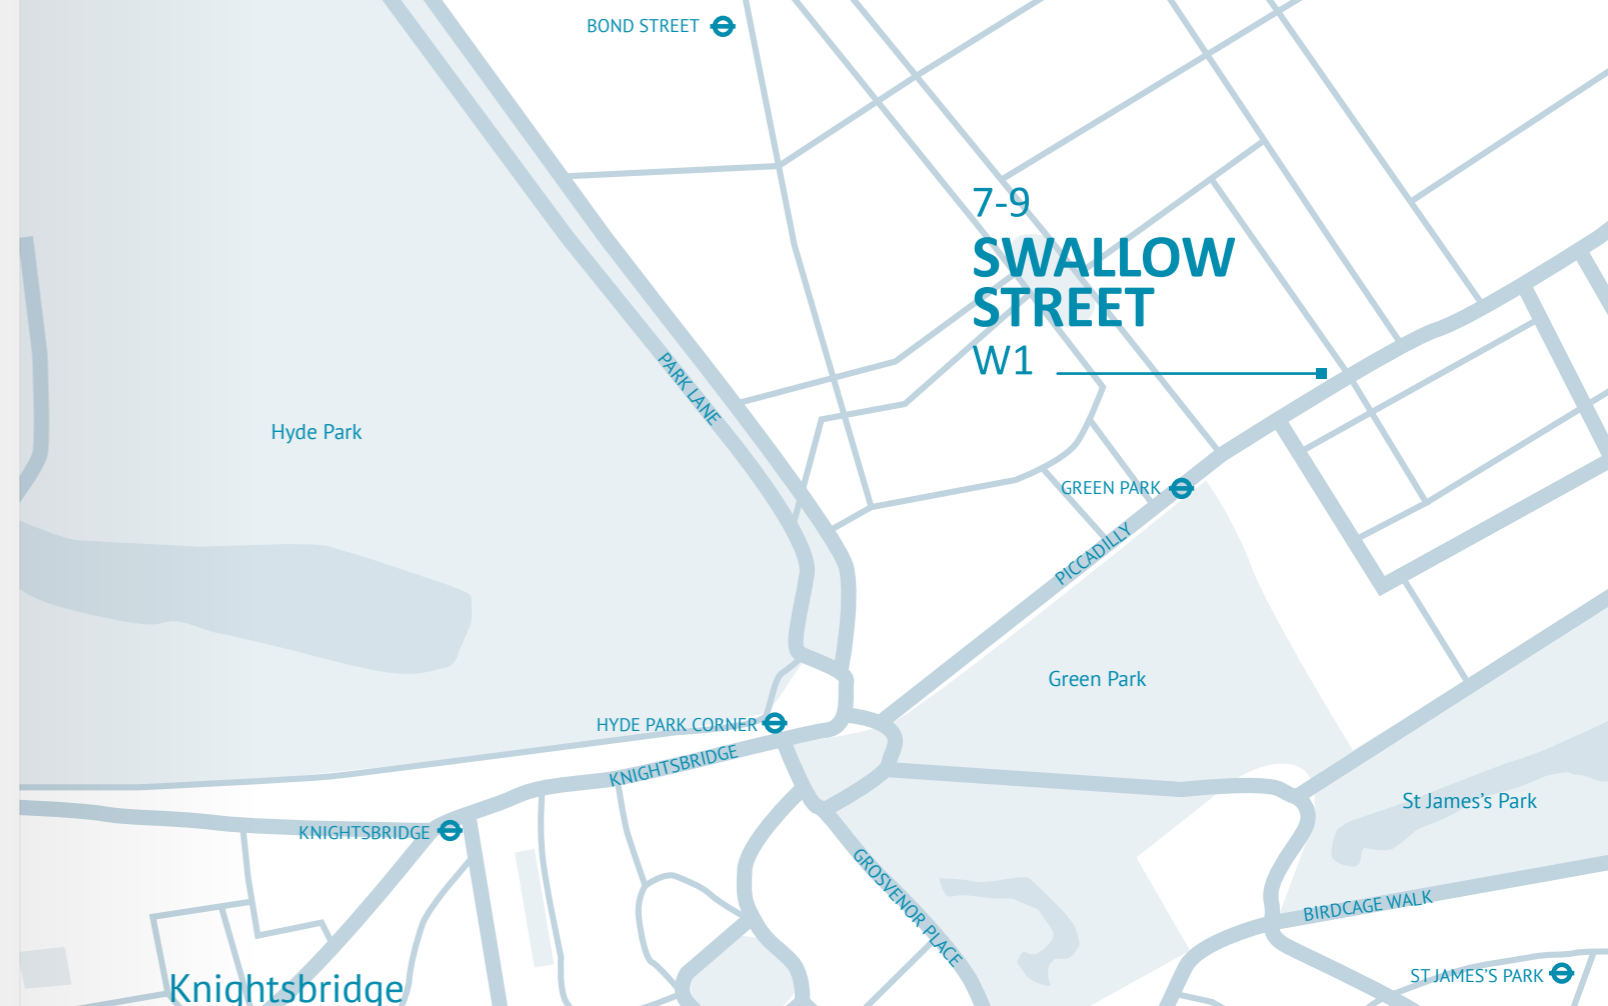 BOND STREET
7-9
SWALLOW
STREET
W1
PARK LANE
Hyde Park
GREEN PARK
PICCADILLY
Green Park
HYDE PARK CORNER
KNIGHTSBRIDGE
St James's Park
KNIGHTSBRIDGE
GROSVENOR PLACE
BIRDCAGE WALK
ST JAMES'S PARK
Knightsbridge